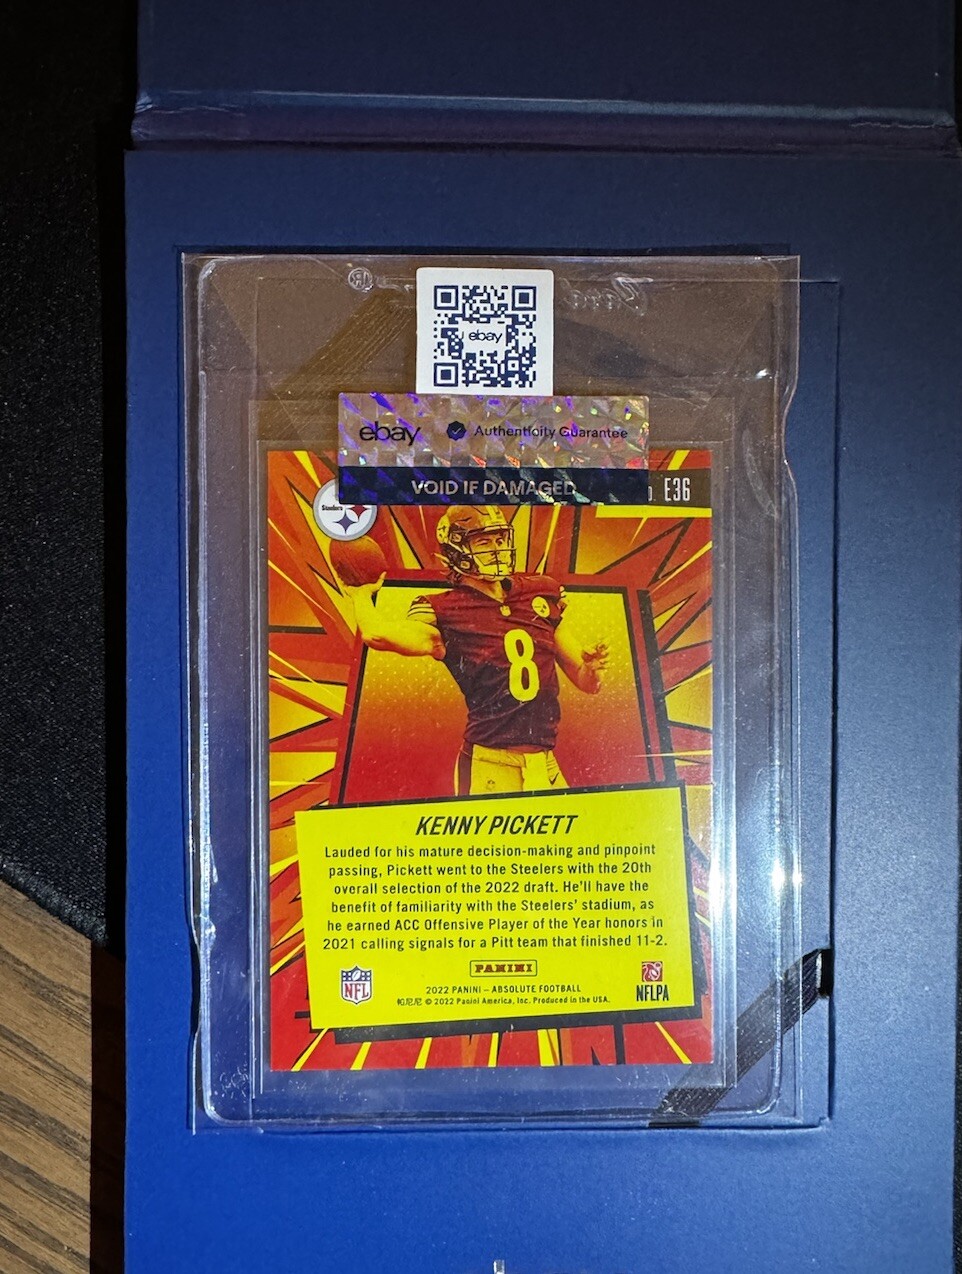 ebay
ebay Authenticity Guarantee
VOID IF DAMAGED
E36
Steelers
8
KENNY PICKETT
Lauded for his mature decision-making and pinpoint
passing, Pickett went to the Steelers with the 20th
overall selection of the 2022 draft. He'll have the
benefit of familiarity with the Steelers' stadium, as
he earned ACC Offensive Player of the Year honors in
2021 calling signals for a Pitt team that finished 11-2.
PANINI
NFL
2022 PANINI – ABSOLUTE FOOTBALL
帕尼尼 © 2022 Panini America, Inc. Produced in the USA.
NFLPA